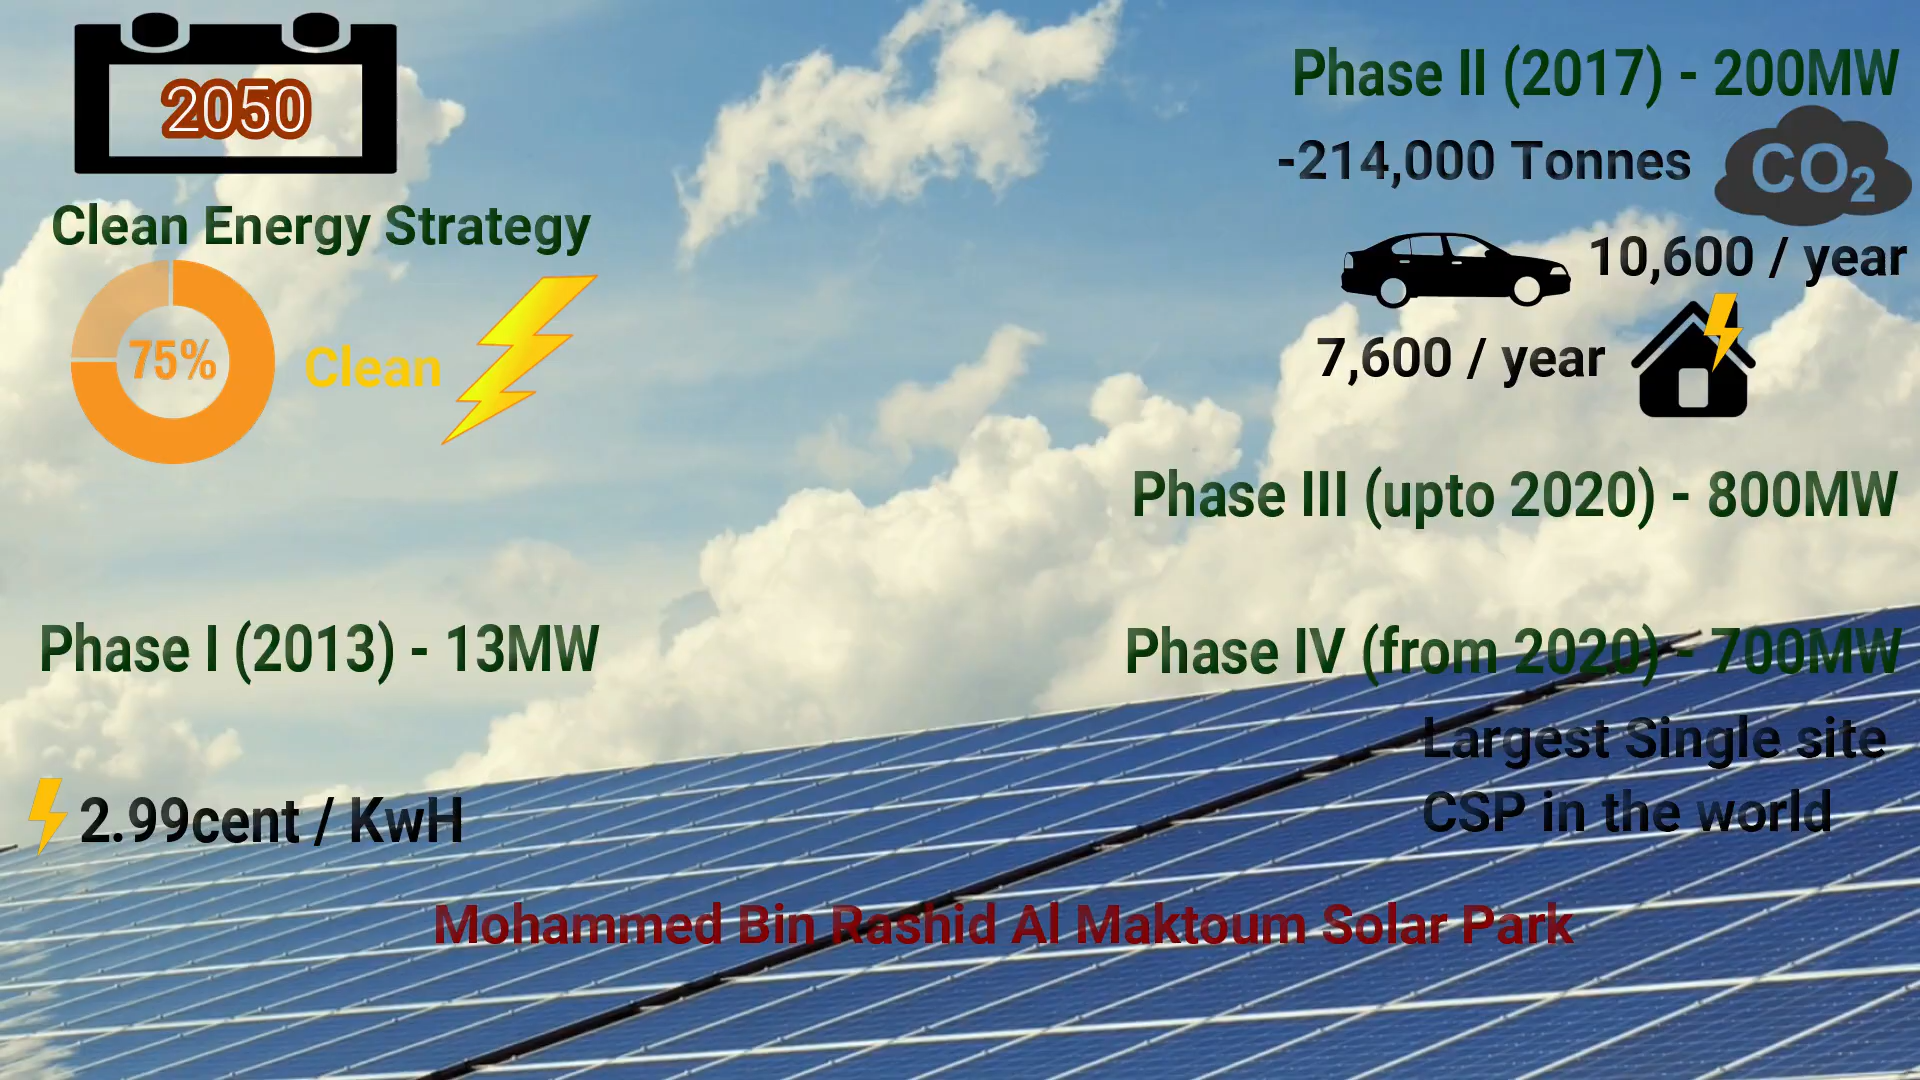 2050
Clean Energy Strategy
75%
Clean
Phase I (2013) - 13MW
2.99cent / KwH
Phase II (2017) - 200MW
-214,000 Tonnes
CO2
10,600 / year
7,600 / year
Phase III (upto 2020) - 800MW
Phase IV (from 2020) - 700MW
Largest Single site
CSP in the world
Mohammed Bin Rashid Al Maktoum Solar Park